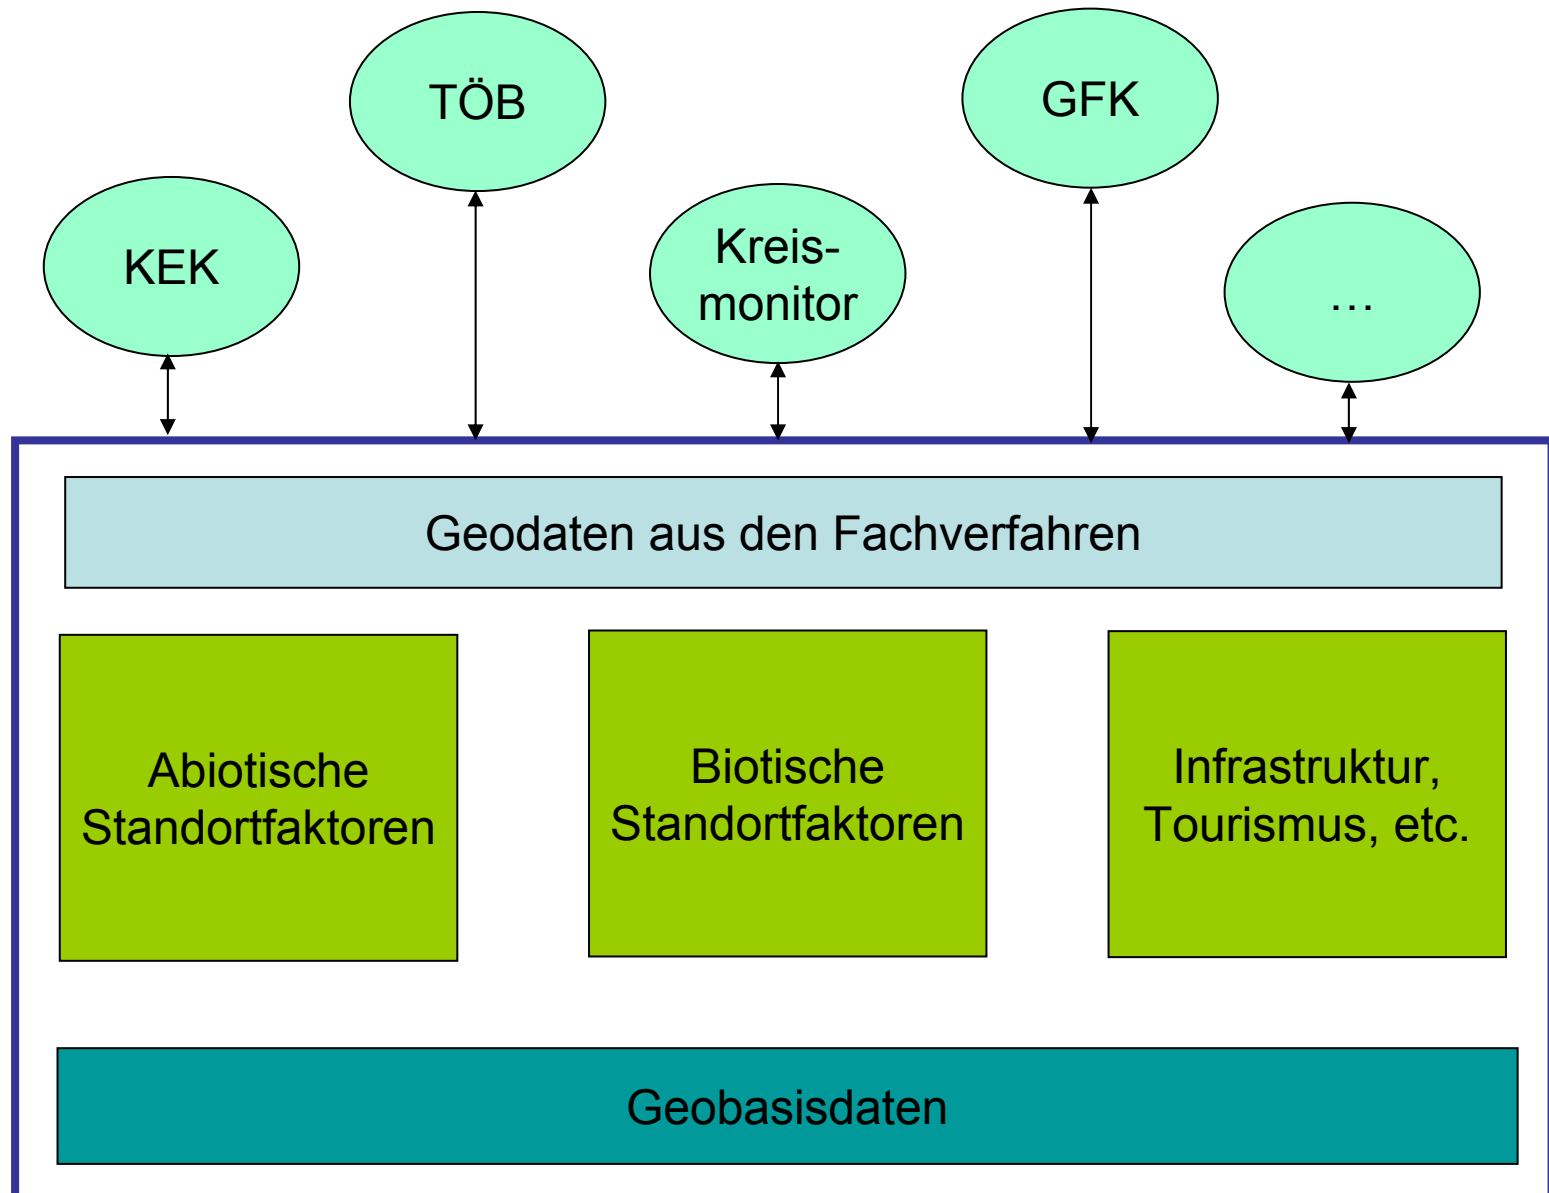 TÖB
GFK
KEK
Kreis-
monitor
…
Geodaten aus den Fachverfahren
Abiotische
Standortfaktoren
Biotische
Standortfaktoren
Infrastruktur,
Tourismus, etc.
Geobasisdaten